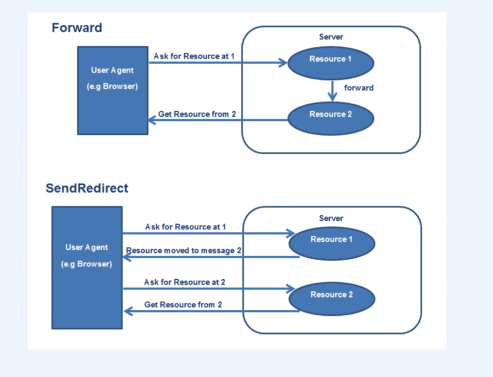 Forward
Server
Ask for Resource at 1
Resource 1
User Agent
(e.g Browser)
forward
Get Resource from 2
Resource 2
SendRedirect
Server
Ask for Resource at 1
Resource 1
User Agent
(e.g Browser)
Resource moved to message 2
Ask for Resource at 2
Resource 2
Get Resource from 2